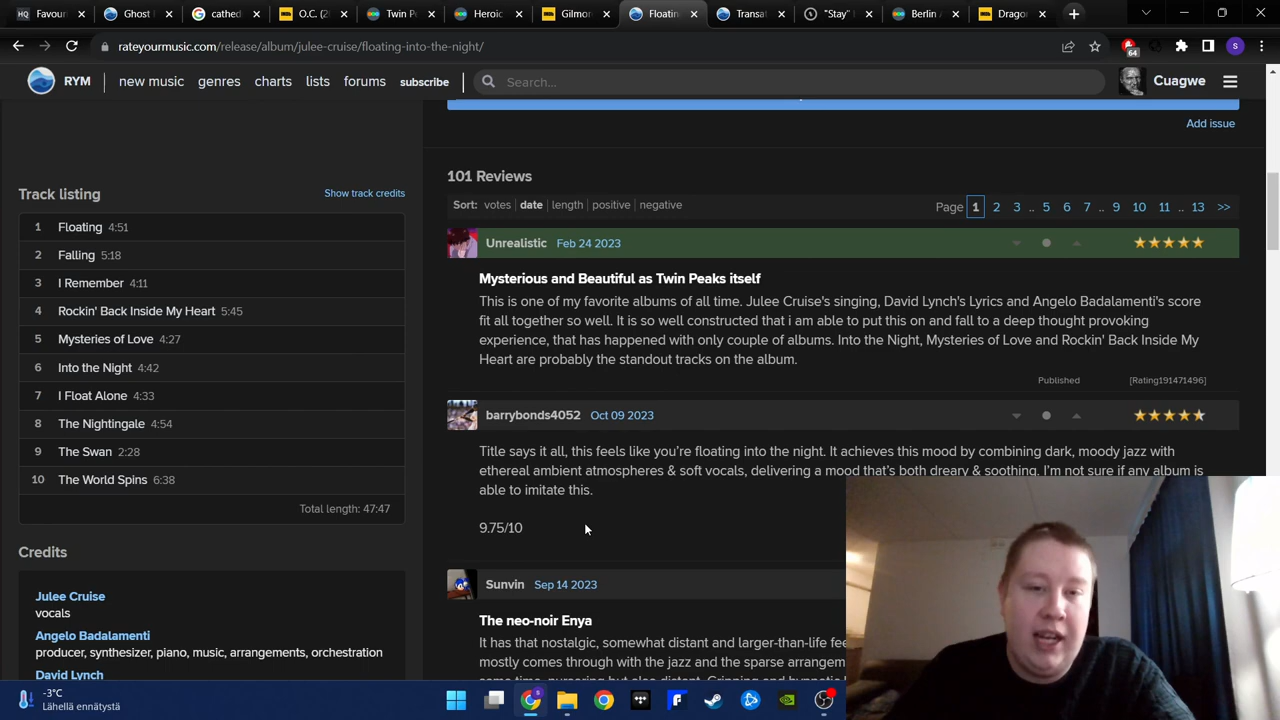 Favour
Ghost I
cathed
O.C. (2
Twin P
Heroic
Gilmor
Floatin
Transat
"Stay"
Berlin A
Dragor
rateyourmusic.com/release/album/julee-cruise/floating-into-the-night/
64
S
RYM
new music
genres
charts
lists
forums
subscribe
Search...
Cuagwe
Add issue
Track listing
Show track credits
1 Floating 4:51
2 Falling 5:18
3 I Remember 4:11
4 Rockin' Back Inside My Heart 5:45
5 Mysteries of Love 4:27
6 Into the Night 4:42
7 I Float Alone 4:33
8 The Nightingale 4:54
9 The Swan 2:28
10 The World Spins 6:38
Total length: 47:47
Credits
Julee Cruise
vocals
Angelo Badalamenti
producer, synthesizer, piano, music, arrangements, orchestration
David Lynch
101 Reviews
Sort: votes date length positive negative
Page 1 2 3 .. 5 6 7 .. 9 10 11 .. 13 >>
Unrealistic Feb 24 2023
Mysterious and Beautiful as Twin Peaks itself
This is one of my favorite albums of all time. Julee Cruise's singing, David Lynch's Lyrics and Angelo Badalamenti's score
fit all together so well. It is so well constructed that i am able to put this on and fall to a deep thought provoking
experience, that has happened with only couple of albums. Into the Night, Mysteries of Love and Rockin' Back Inside My
Heart are probably the standout tracks on the album.
Published [Rating191471496]
barrybonds4052 Oct 09 2023
Title says it all, this feels like you're floating into the night. It achieves this mood by combining dark, moody jazz with
ethereal ambient atmospheres & soft vocals, delivering a mood that's both dreary & soothing. I'm not sure if any album is
able to imitate this.
9.75/10
Sunvin Sep 14 2023
The neo-noir Enya
It has that nostalgic, somewhat distant and larger-than-life fee
mostly comes through with the jazz and the sparse arrangem
-3°C
Lähellä ennätystä